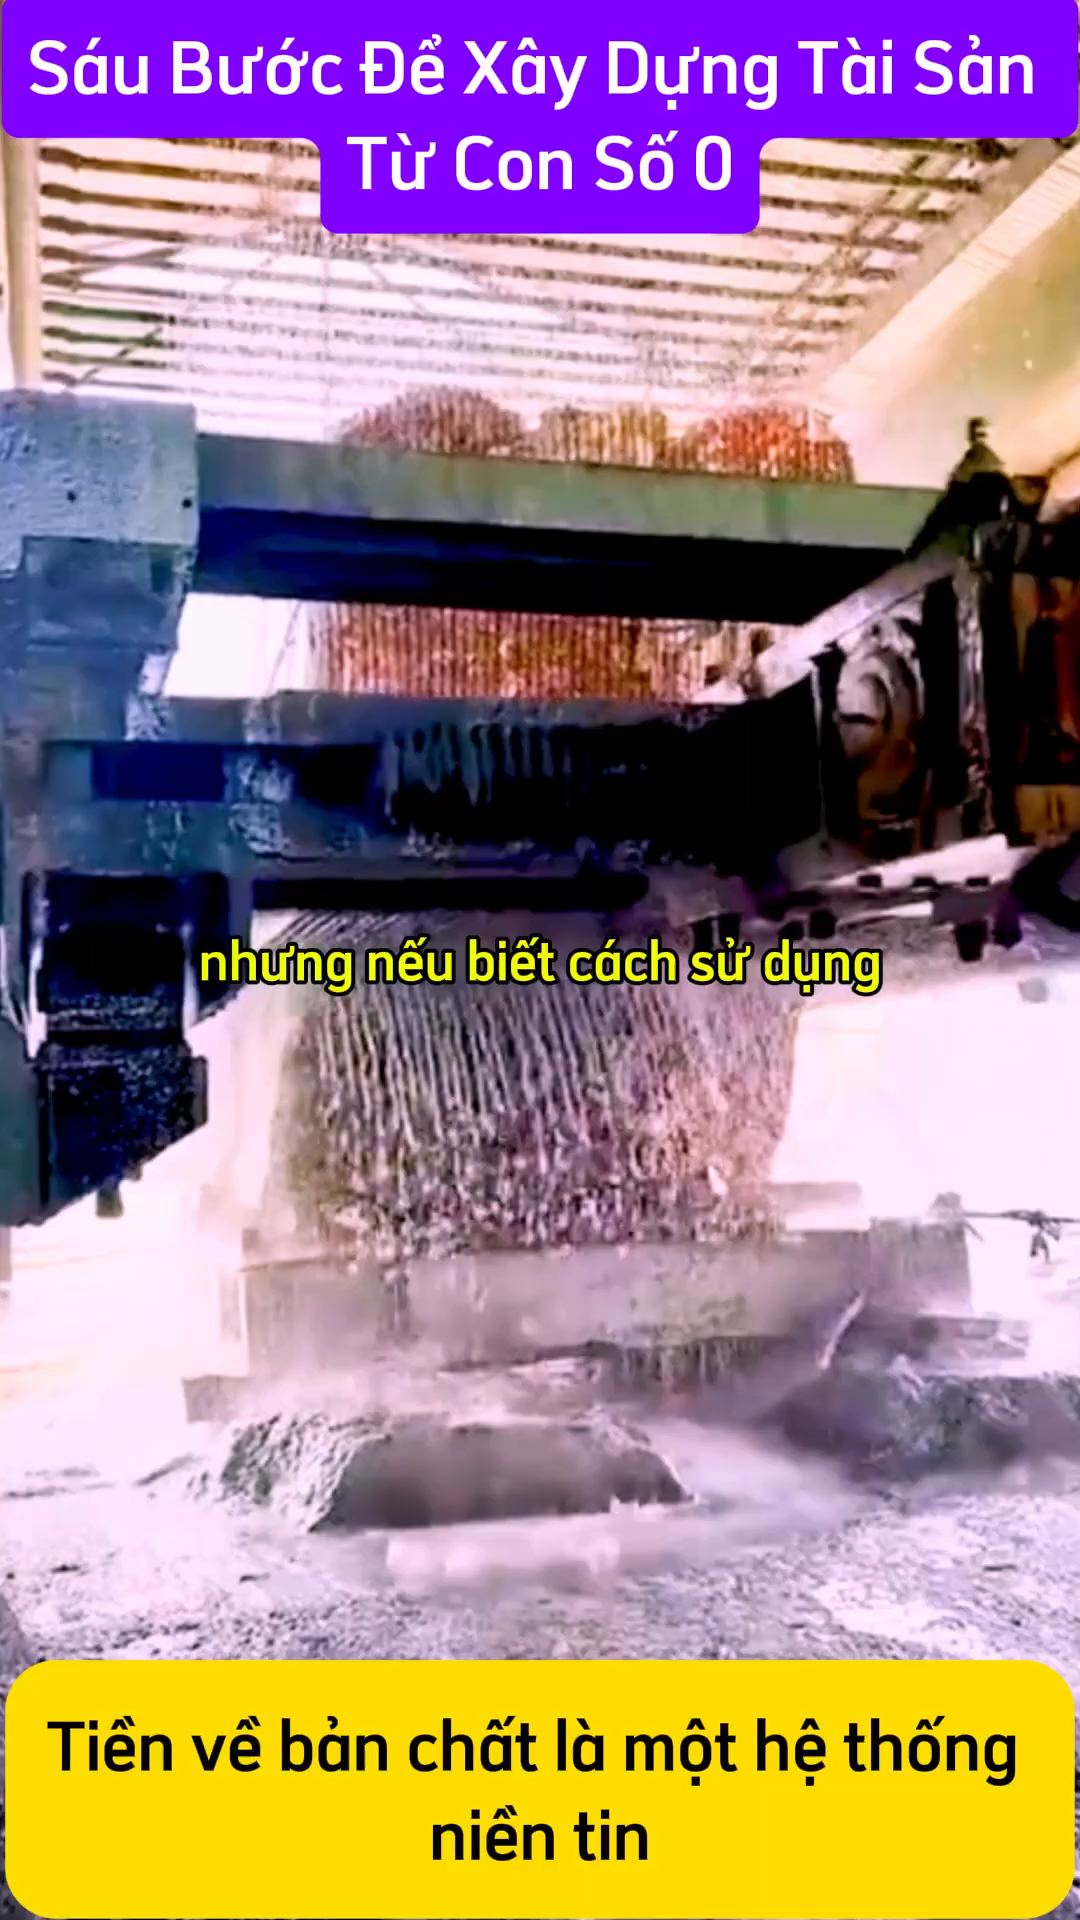 Sáu Bước Để Xây Dựng Tài Sản
Từ Con Số 0
nhưng nếu biết cách sử dụng
Tiền về bản chất là một hệ thống
niền tin